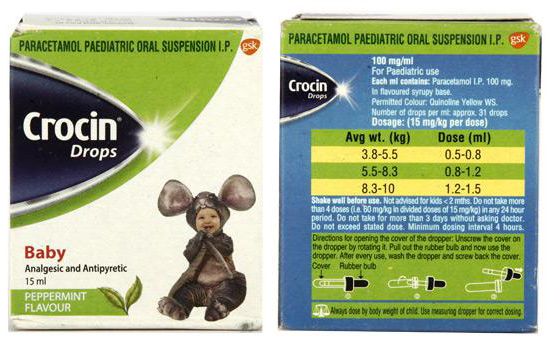 PARACETAMOL PAEDIATRIC ORAL SUSPENSION I.P.
gsk
Crocin®
Drops
Baby
Analgesic and Antipyretic
15 ml
PEPPERMINT
FLAVOUR
PARACETAMOL PAEDIATRIC ORAL SUSPENSION I.P.
gsk
Crocin
Drops
100 mg/ml
For Paediatric use
Each ml contains: Paracetamol I.P. 100 mg.
In flavoured syrupy base.
Permitted Colour: Quinoline Yellow WS.
Number of drops per ml: approx. 31 drops
Dosage: (15 mg/kg per dose)
Avg wt. (kg) Dose (ml)
3.8-5.5 0.5-0.8
5.5-8.3 0.8-1.2
8.3-10 1.2-1.5
Shake well before use. Not advised for kids < 2 mths. Do not take more
than 4 doses (i.e. 60 mg/kg in divided doses of 15 mg/kg) in any 24 hour
period. Do not take for more than 3 days without asking doctor.
Do not exceed stated dose. Minimum dosing interval 4 hours.
Directions for opening the cover of the dropper: Unscrew the cover on
the dropper by rotating it. Pull out the rubber bulb and now use the
dropper. After every use, wash the dropper and screw back the cover.
Cover Rubber bulb
Always dose by body weight of child. Use measuring dropper for correct dosing.